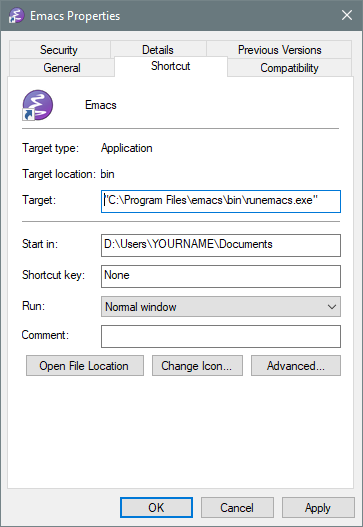 Emacs Properties
Security Details Previous Versions
General Shortcut Compatibility
Emacs
Target type: Application
Target location: bin
Target: "C:\Program Files\emacs\bin\runemacs.exe"
Start in: D:\Users\YOURNAME\Documents
Shortcut key: None
Run: Normal window
Comment:
Open File Location Change Icon... Advanced...
OK Cancel Apply